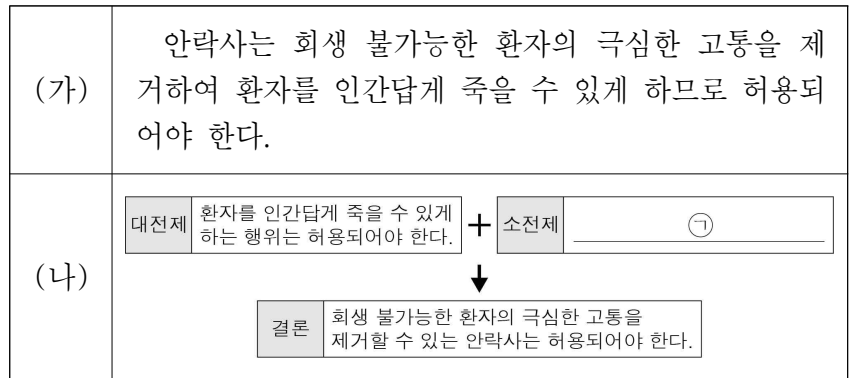 (가)
안락사는 회생 불가능한 환자의 극심한 고통을 제
거하여 환자를 인간답게 죽을 수 있게 하므로 허용되
어야 한다.
(나)
대전제
환자를 인간답게 죽을 수 있게
하는 행위는 허용되어야 한다.
+
소전제
㉠
결론
회생 불가능한 환자의 극심한 고통을
제거할 수 있는 안락사는 허용되어야 한다.